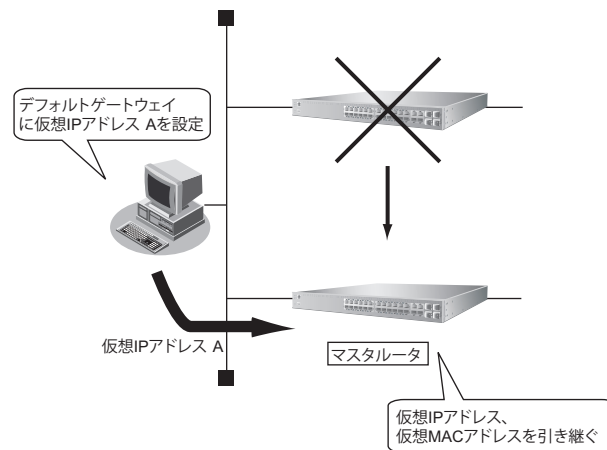 デフォルトゲートウェイ
に仮想IPアドレス Aを設定
仮想IPアドレス A
マスタルータ
仮想IPアドレス、
仮想MACアドレスを引き継ぐ